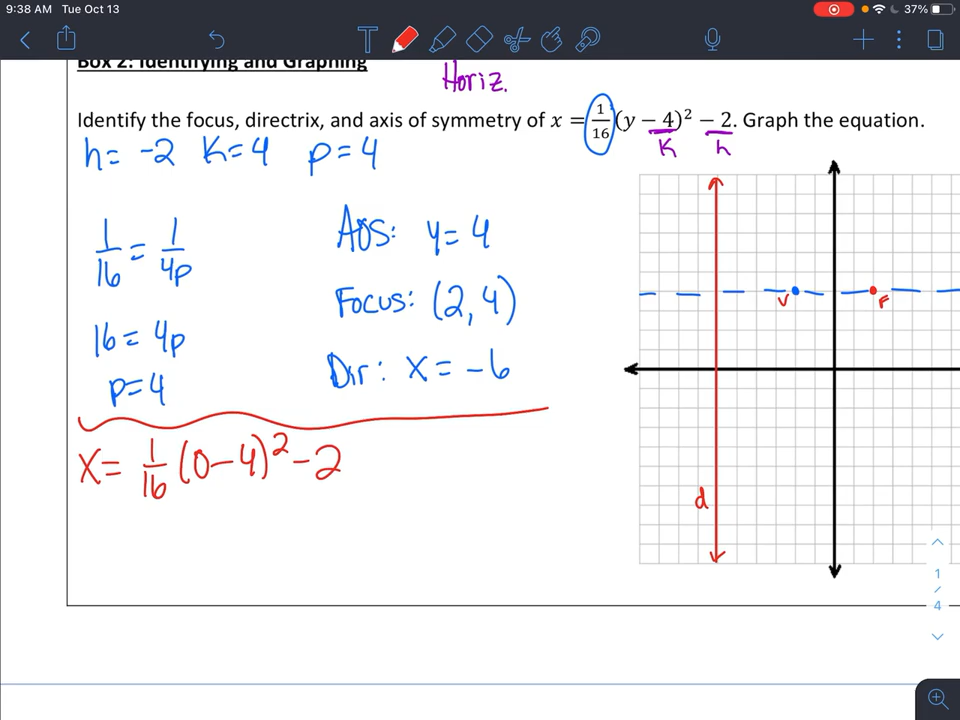 9:38 AM Tue Oct 13 37%
T
Box 2: Identifying and Graphing
Horiz.
Identify the focus, directrix, and axis of symmetry of x = 1/16 (y − 4)² − 2. Graph the equation.
K h
h = -2 K = 4 p = 4
1/16 = 1/4p
16 = 4p
p = 4
AOS: y = 4
Focus: (2, 4)
Dir: x = -6
x = 1/16 (0-4)² - 2
V F
d
1
/
4